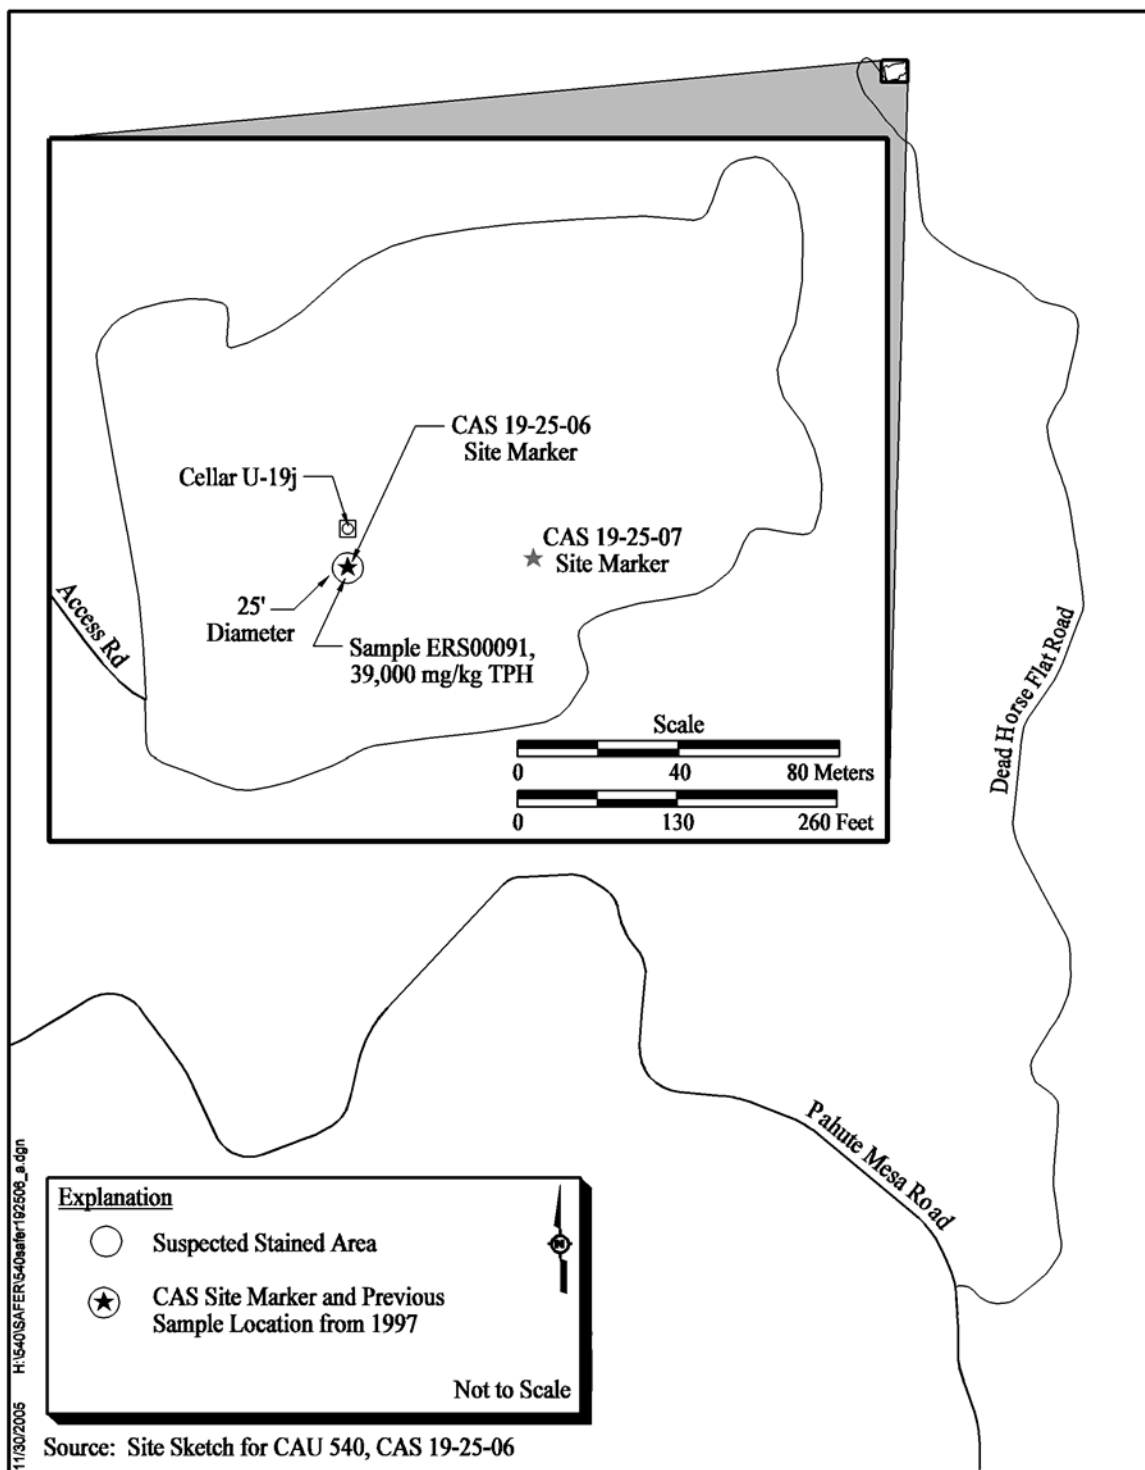 CAS 19-25-06
Site Marker
Cellar U-19j
CAS 19-25-07
Site Marker
25'
Diameter
Access Rd
Sample ERS00091,
39,000 mg/kg TPH
Scale
0 40 80 Meters
0 130 260 Feet
Dead Horse Flat Road
Pahute Mesa Road
Explanation
Suspected Stained Area
N
CAS Site Marker and Previous
Sample Location from 1997
Not to Scale
Source: Site Sketch for CAU 540, CAS 19-25-06
11/30/2005 H:\540\SAFER\540safer192506_a.dgn